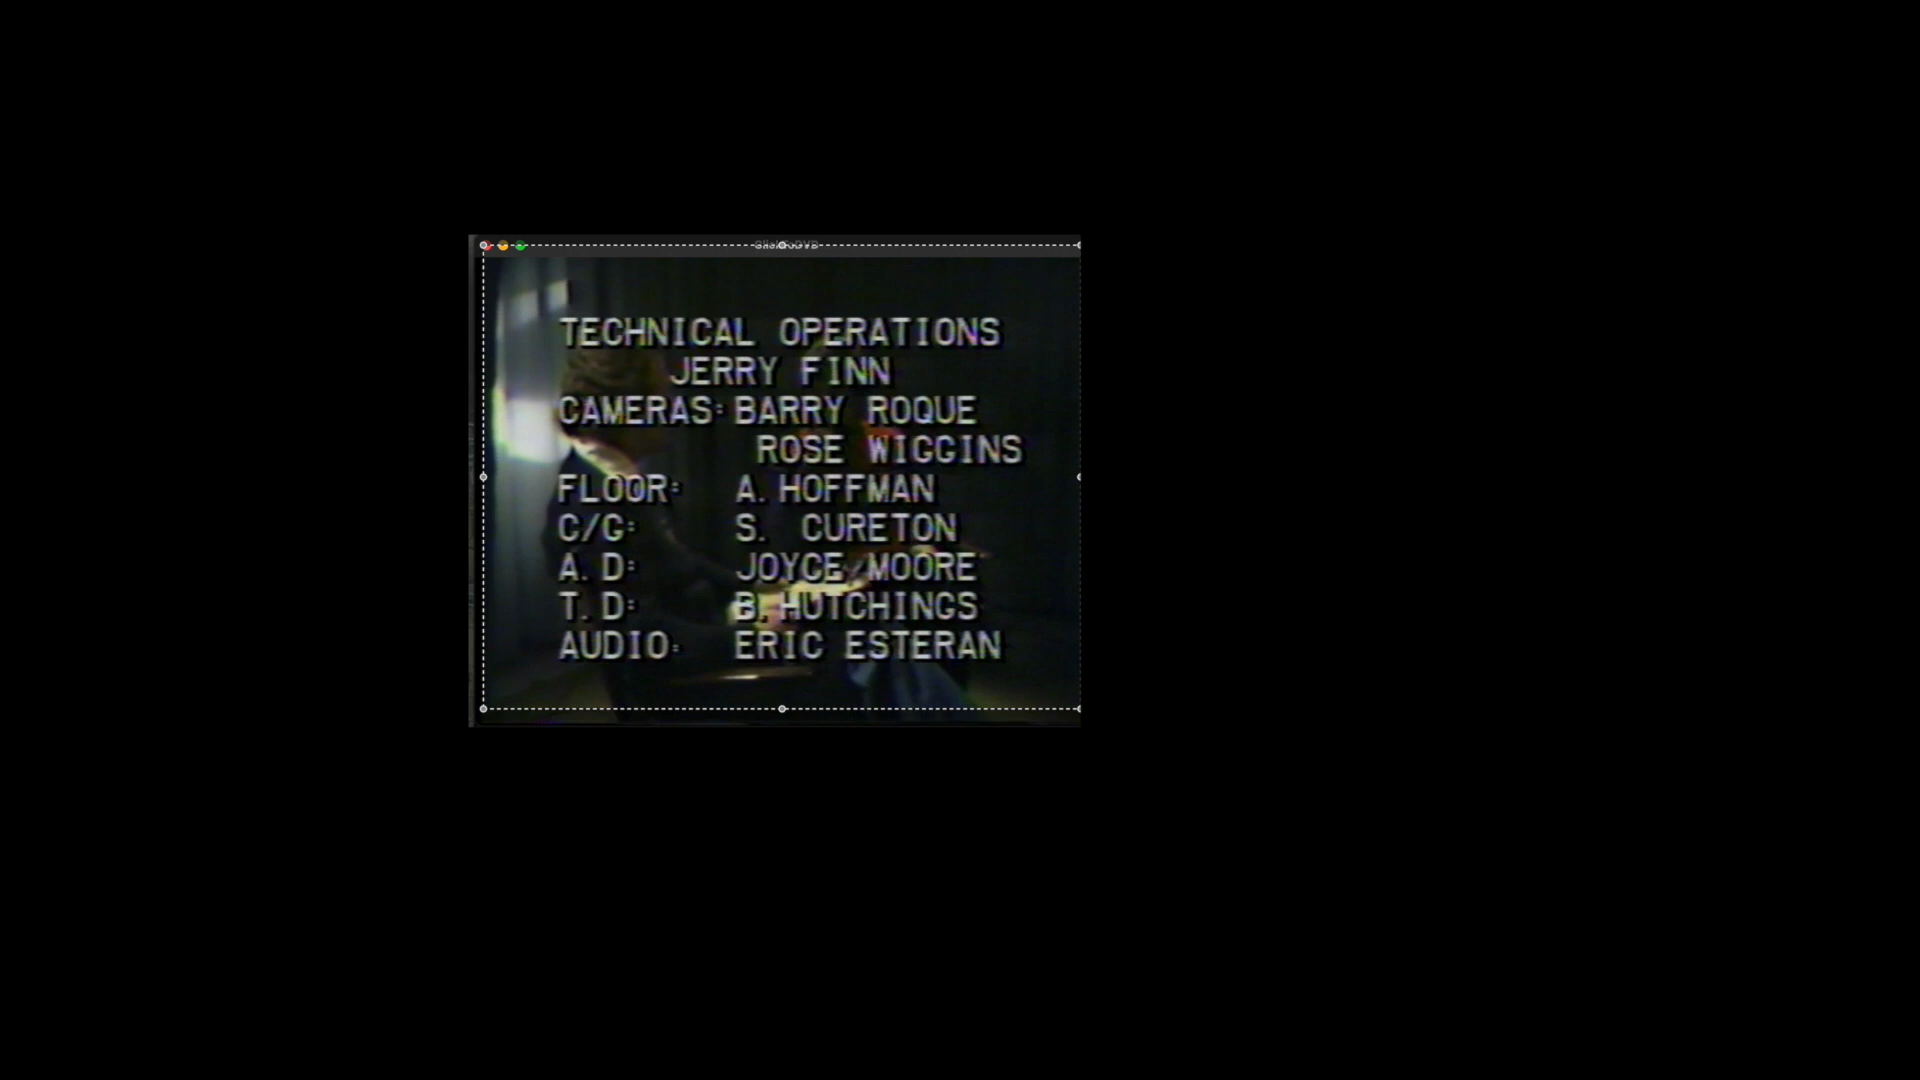 TECHNICAL OPERATIONS
JERRY FINN
CAMERAS: BARRY ROQUE
ROSE WIGGINS
FLOOR: A. HOFFMAN
C/G: S. CURETON
A. D: JOYCE MOORE
T. D: B. HUTCHINGS
AUDIO: ERIC ESTERAN